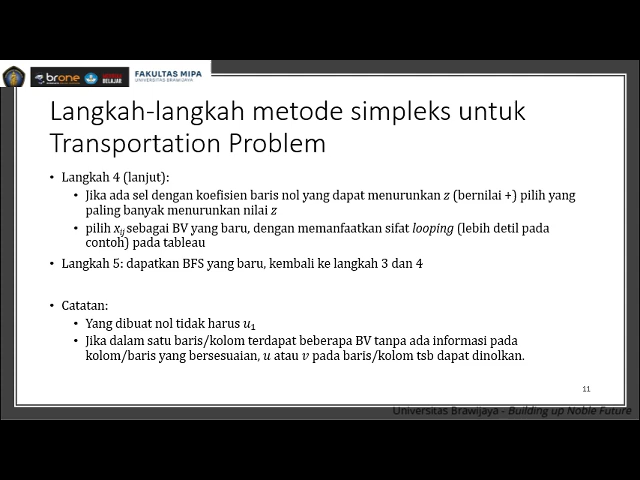 brone
BELAJAR
FAKULTAS MIPA
UNIVERSITAS BRAWIJAYA
Langkah-langkah metode simpleks untuk
Transportation Problem
• Langkah 4 (lanjut):
• Jika ada sel dengan koefisien baris nol yang dapat menurunkan z (bernilai +) pilih yang
paling banyak menurunkan nilai z
• pilih xij sebagai BV yang baru, dengan memanfaatkan sifat looping (lebih detil pada
contoh) pada tableau
• Langkah 5: dapatkan BFS yang baru, kembali ke langkah 3 dan 4
• Catatan:
• Yang dibuat nol tidak harus u₁
• Jika dalam satu baris/kolom terdapat beberapa BV tanpa ada informasi pada
kolom/baris yang bersesuaian, u atau v pada baris/kolom tsb dapat dinolkan.
11
Universitas Brawijaya - Building up Noble Future